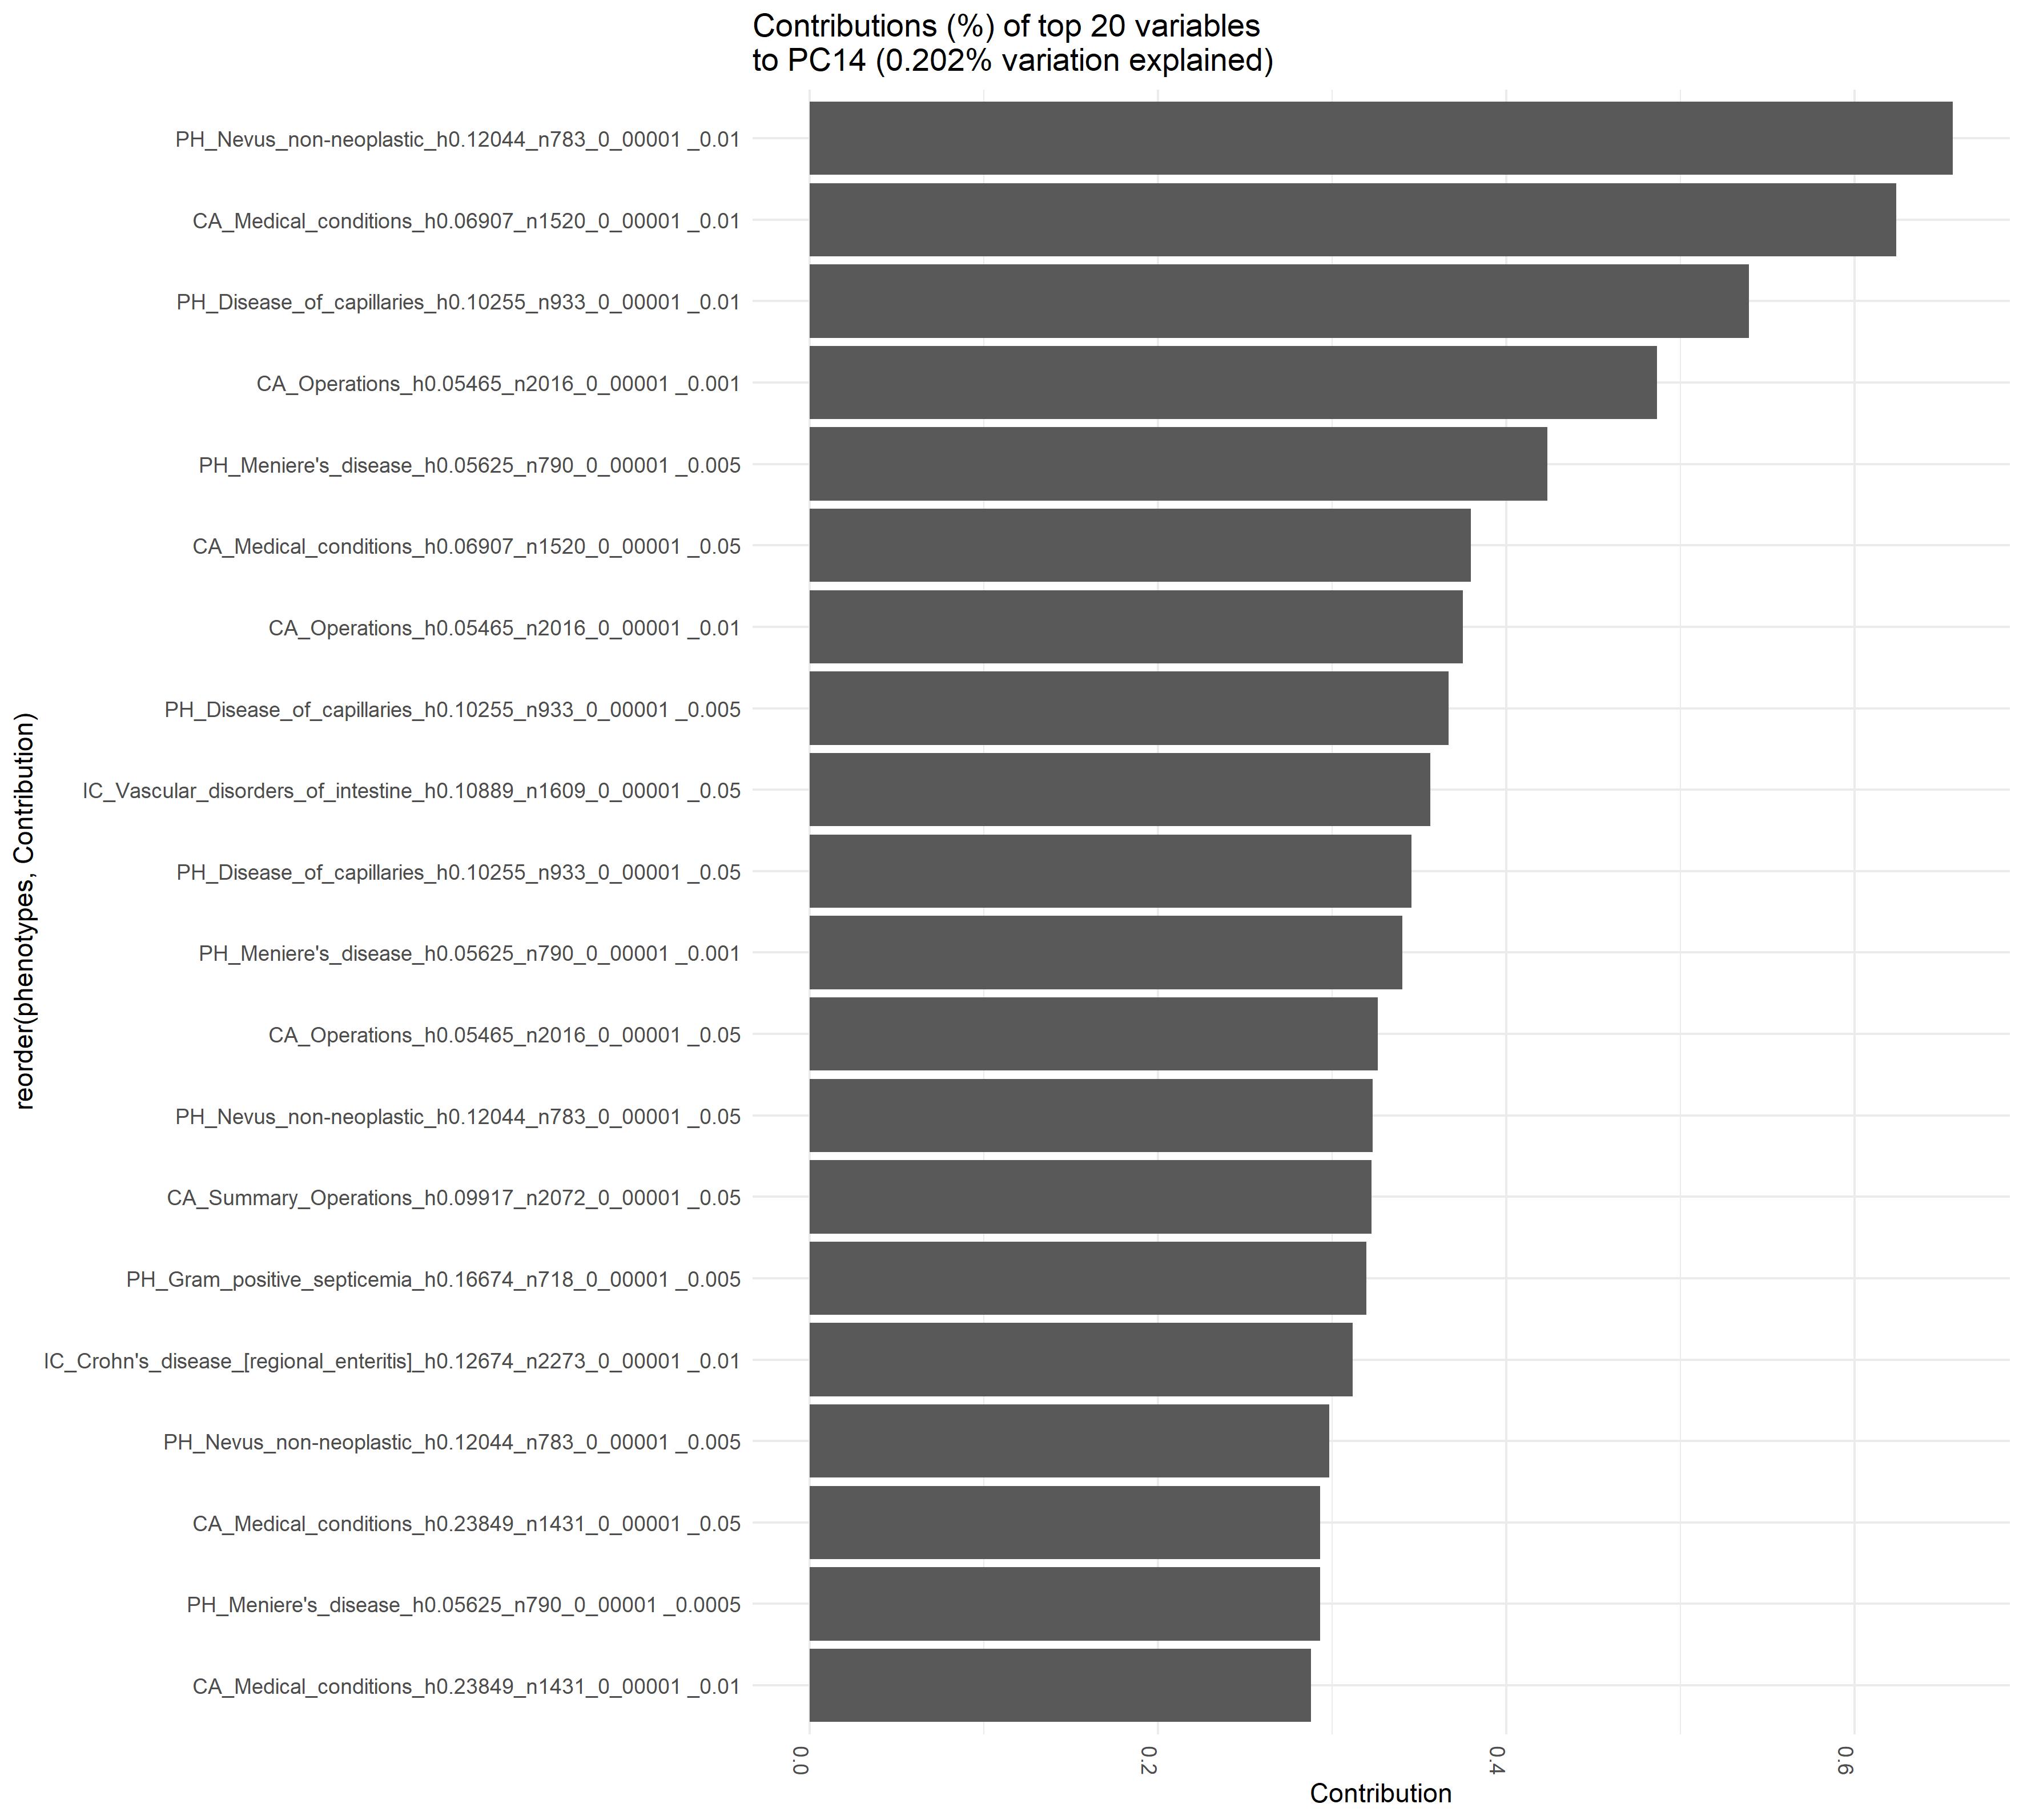 Contributions (%) of top 20 variables
to PC14 (0.202% variation explained)
PH_Nevus_non-neoplastic_h0.12044_n783_0_00001 _0.01
CA_Medical_conditions_h0.06907_n1520_0_00001 _0.01
PH_Disease_of_capillaries_h0.10255_n933_0_00001 _0.01
CA_Operations_h0.05465_n2016_0_00001 _0.001
PH_Meniere's_disease_h0.05625_n790_0_00001 _0.005
CA_Medical_conditions_h0.06907_n1520_0_00001 _0.05
CA_Operations_h0.05465_n2016_0_00001 _0.01
PH_Disease_of_capillaries_h0.10255_n933_0_00001 _0.005
IC_Vascular_disorders_of_intestine_h0.10889_n1609_0_00001 _0.05
PH_Disease_of_capillaries_h0.10255_n933_0_00001 _0.05
PH_Meniere's_disease_h0.05625_n790_0_00001 _0.001
CA_Operations_h0.05465_n2016_0_00001 _0.05
PH_Nevus_non-neoplastic_h0.12044_n783_0_00001 _0.05
CA_Summary_Operations_h0.09917_n2072_0_00001 _0.05
PH_Gram_positive_septicemia_h0.16674_n718_0_00001 _0.005
IC_Crohn's_disease_[regional_enteritis]_h0.12674_n2273_0_00001 _0.01
PH_Nevus_non-neoplastic_h0.12044_n783_0_00001 _0.005
CA_Medical_conditions_h0.23849_n1431_0_00001 _0.05
PH_Meniere's_disease_h0.05625_n790_0_00001 _0.0005
CA_Medical_conditions_h0.23849_n1431_0_00001 _0.01
reorder(phenotypes, Contribution)
0.0
0.2
0.4
0.6
Contribution